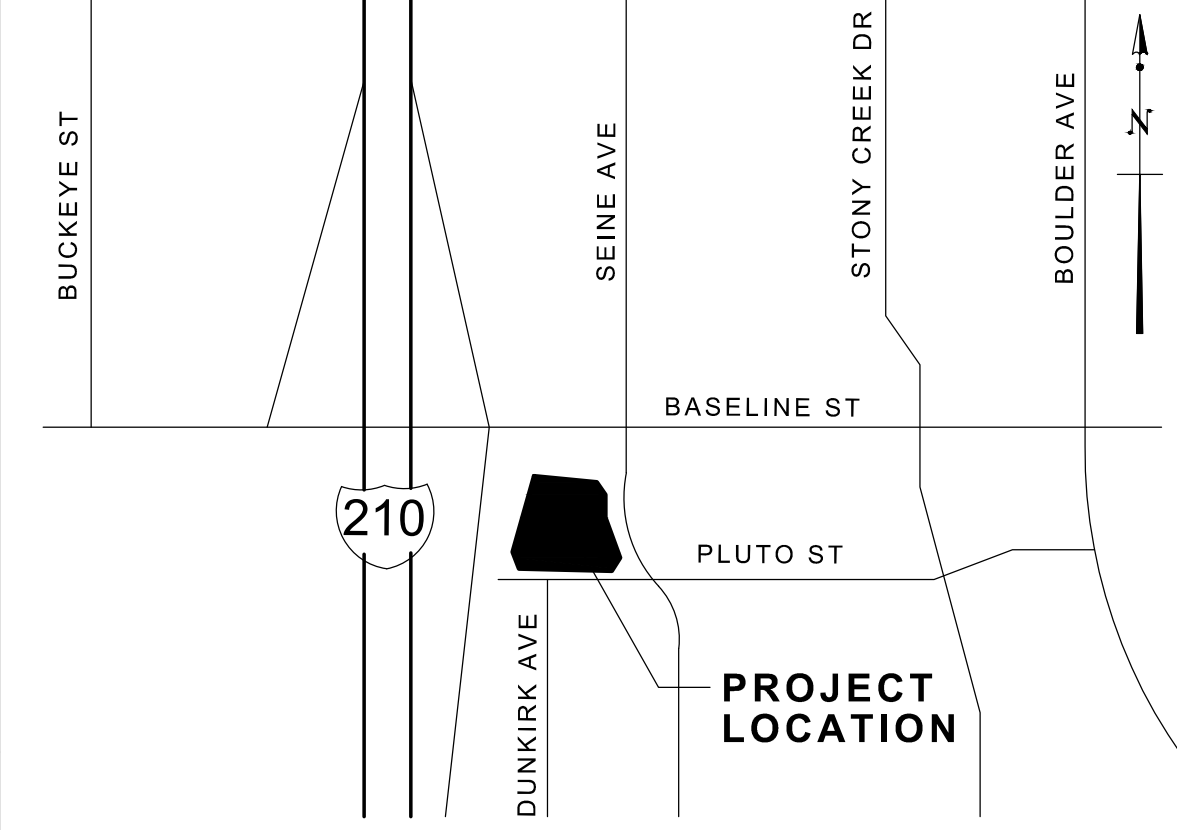 BUCKEYE ST
SEINE AVE
STONY CREEK DR
BOULDER AVE
N
BASELINE ST
210
PLUTO ST
DUNKIRK AVE
PROJECT
LOCATION